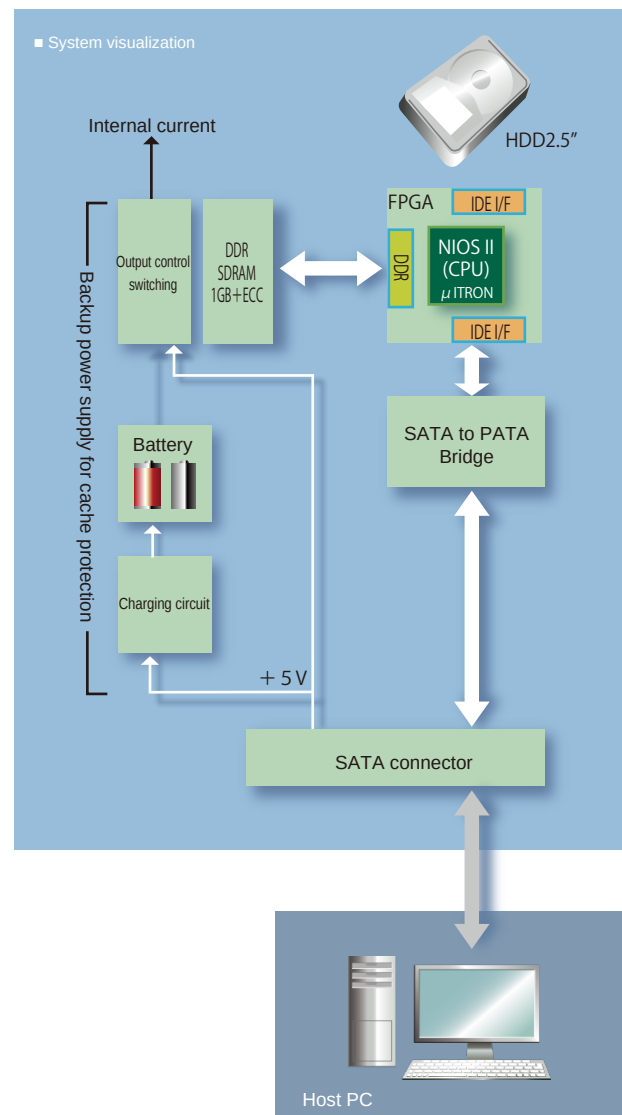 ■ System visualization
Internal current
HDD2.5"
FPGA
IDE I/F
Output control
switching
DDR
SDRAM
1GB+ECC
DDR
NIOS II
(CPU)
μ ITRON
IDE I/F
Backup power supply for cache protection
SATA to PATA
Bridge
Battery
Charging circuit
+ 5 V
SATA connector
Host PC